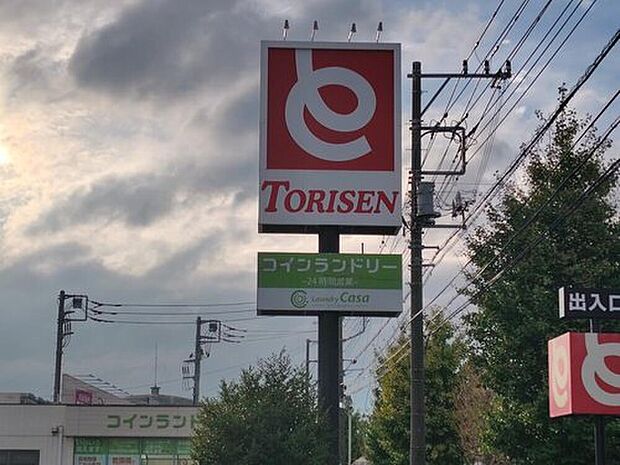 TORISEN
コインランドリー
-24時間営業-
Laundry Casa
出入口
コインランド